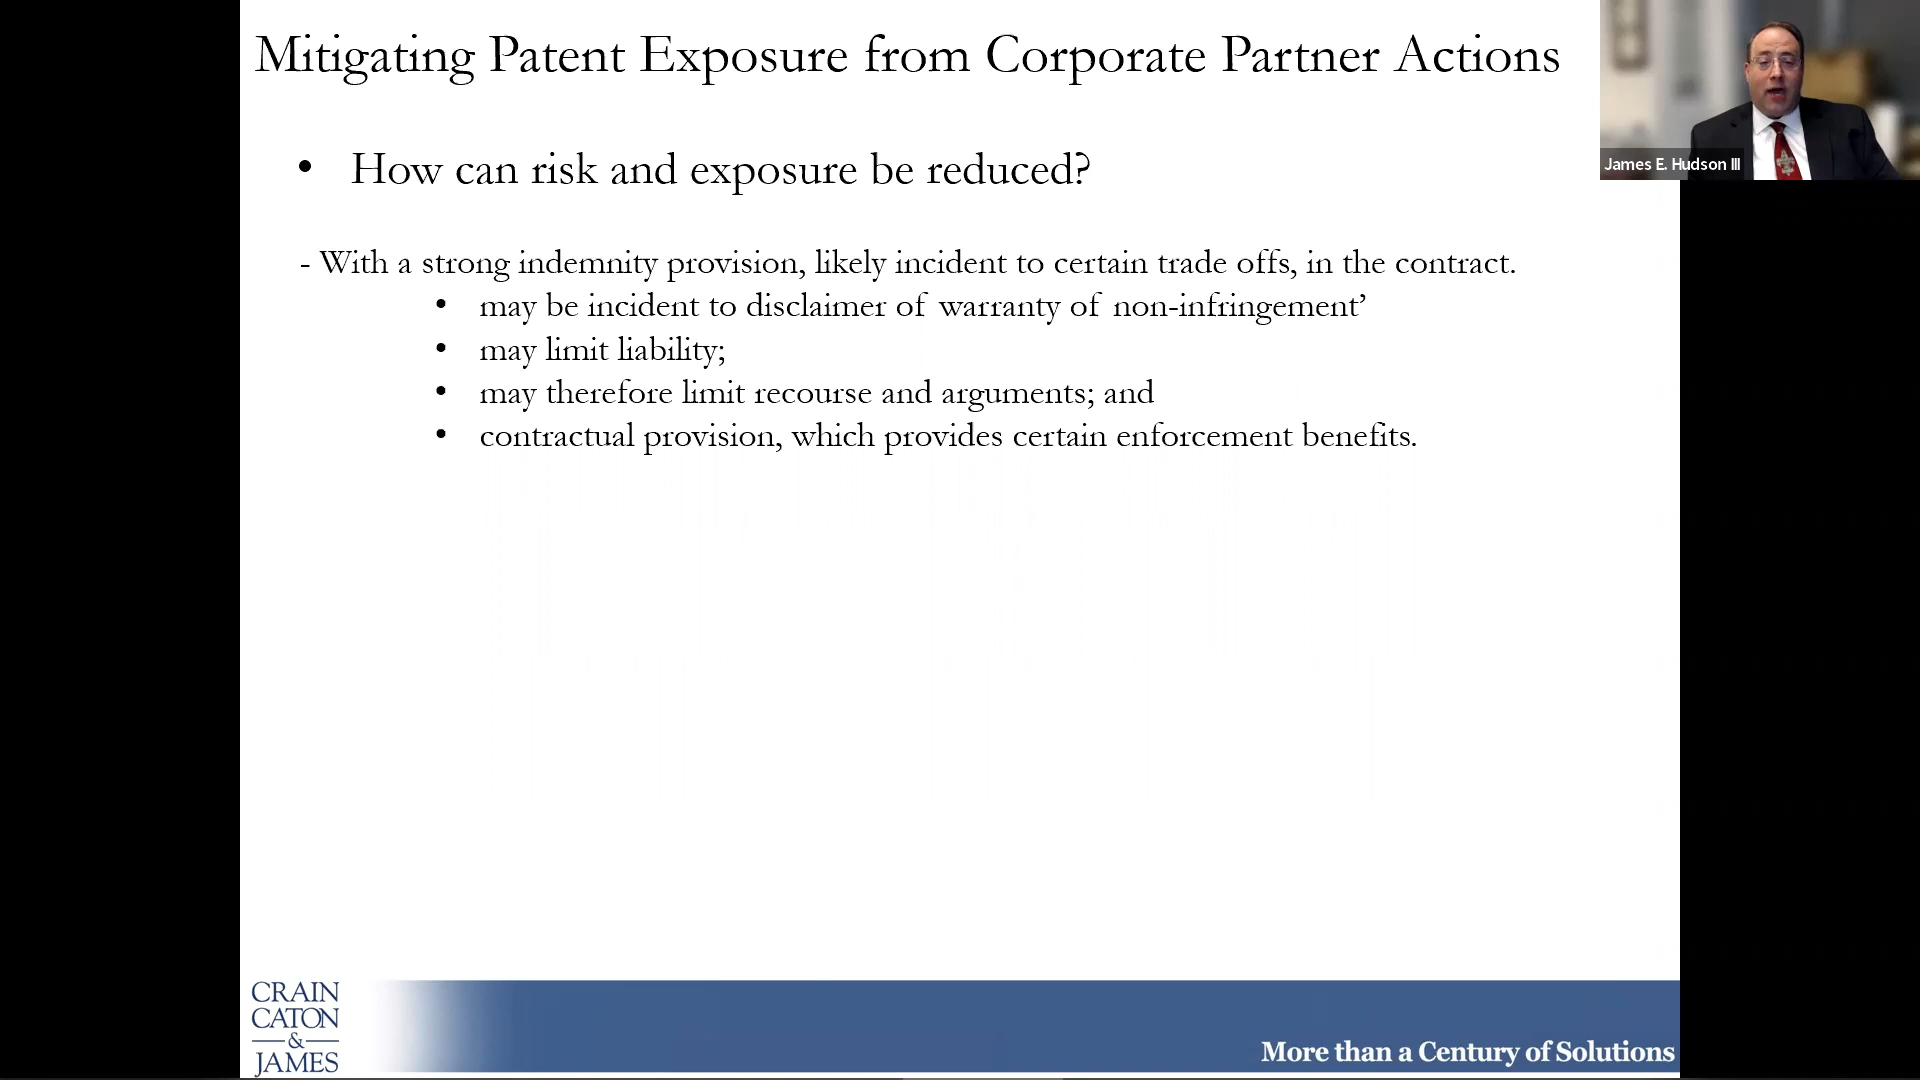 Mitigating Patent Exposure from Corporate Partner Actions
• How can risk and exposure be reduced?
- With a strong indemnity provision, likely incident to certain trade offs, in the contract.
• may be incident to disclaimer of warranty of non-infringement’
• may limit liability;
• may therefore limit recourse and arguments; and
• contractual provision, which provides certain enforcement benefits.
James E. Hudson III
CRAIN
CATON
&
JAMES
More than a Century of Solutions